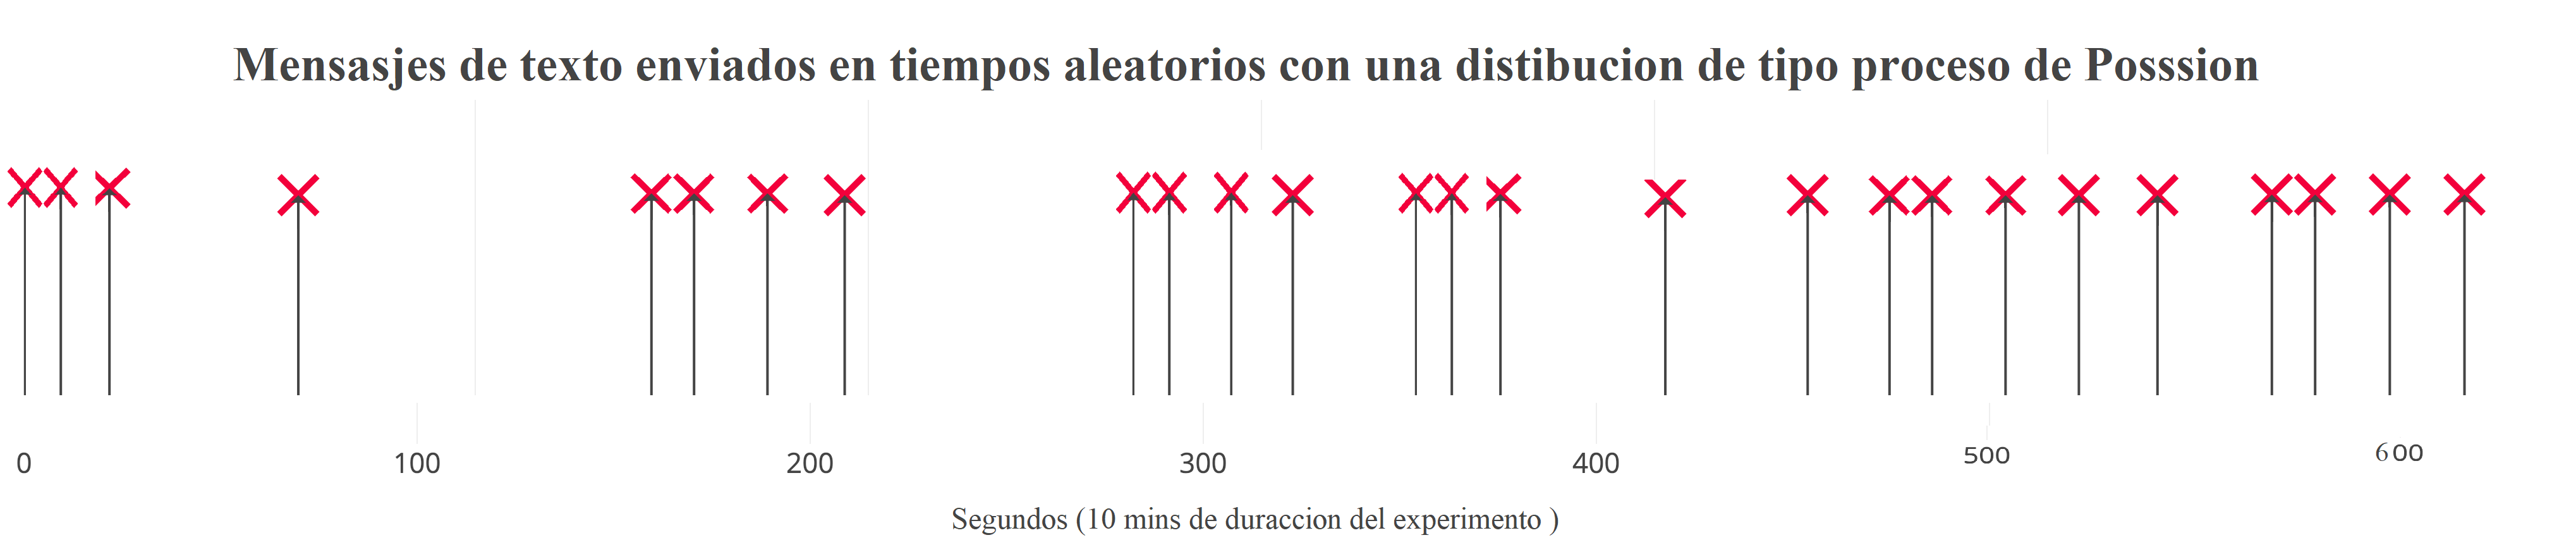 Mensasjes de texto enviados en tiempos aleatorios con una distibucion de tipo proceso de Posssion
0 100 200 300 400 500 600
Segundos (10 mins de duraccion del experimento )